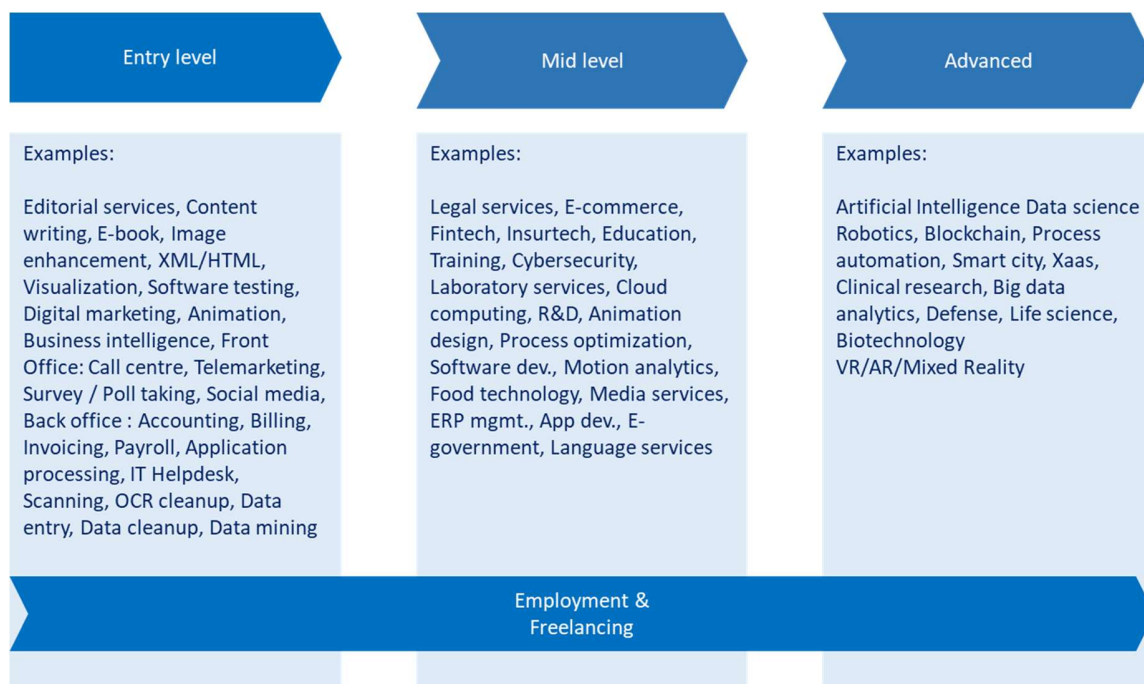 Entry level
Examples:
Editorial services, Content
writing, E-book, Image
enhancement, XML/HTML,
Visualization, Software testing,
Digital marketing, Animation,
Business intelligence, Front
Office: Call centre, Telemarketing,
Survey / Poll taking, Social media,
Back office : Accounting, Billing,
Invoicing, Payroll, Application
processing, IT Helpdesk,
Scanning, OCR cleanup, Data
entry, Data cleanup, Data mining
Mid level
Examples:
Legal services, E-commerce,
Fintech, Insurtech, Education,
Training, Cybersecurity,
Laboratory services, Cloud
computing, R&D, Animation
design, Process optimization,
Software dev., Motion analytics,
Food technology, Media services,
ERP mgmt., App dev., E-
government, Language services
Advanced
Examples:
Artificial Intelligence Data science
Robotics, Blockchain, Process
automation, Smart city, Xaas,
Clinical research, Big data
analytics, Defense, Life science,
Biotechnology
VR/AR/Mixed Reality
Employment &
Freelancing